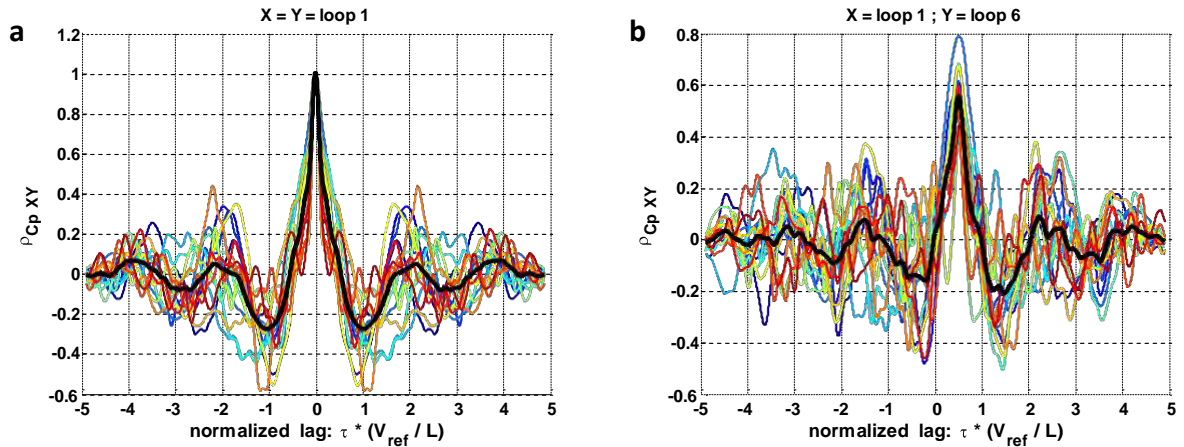 a
X = Y = loop 1
1.2
1
0.8
0.6
0.4
0.2
0
-0.2
-0.4
-0.6
ρCp XY
-5 -4 -3 -2 -1 0 1 2 3 4 5
normalized lag: τ * (Vref / L)
b
X = loop 1 ; Y = loop 6
0.8
0.6
0.4
0.2
0
-0.2
-0.4
-0.6
ρCp XY
-5 -4 -3 -2 -1 0 1 2 3 4 5
normalized lag: τ * (Vref / L)